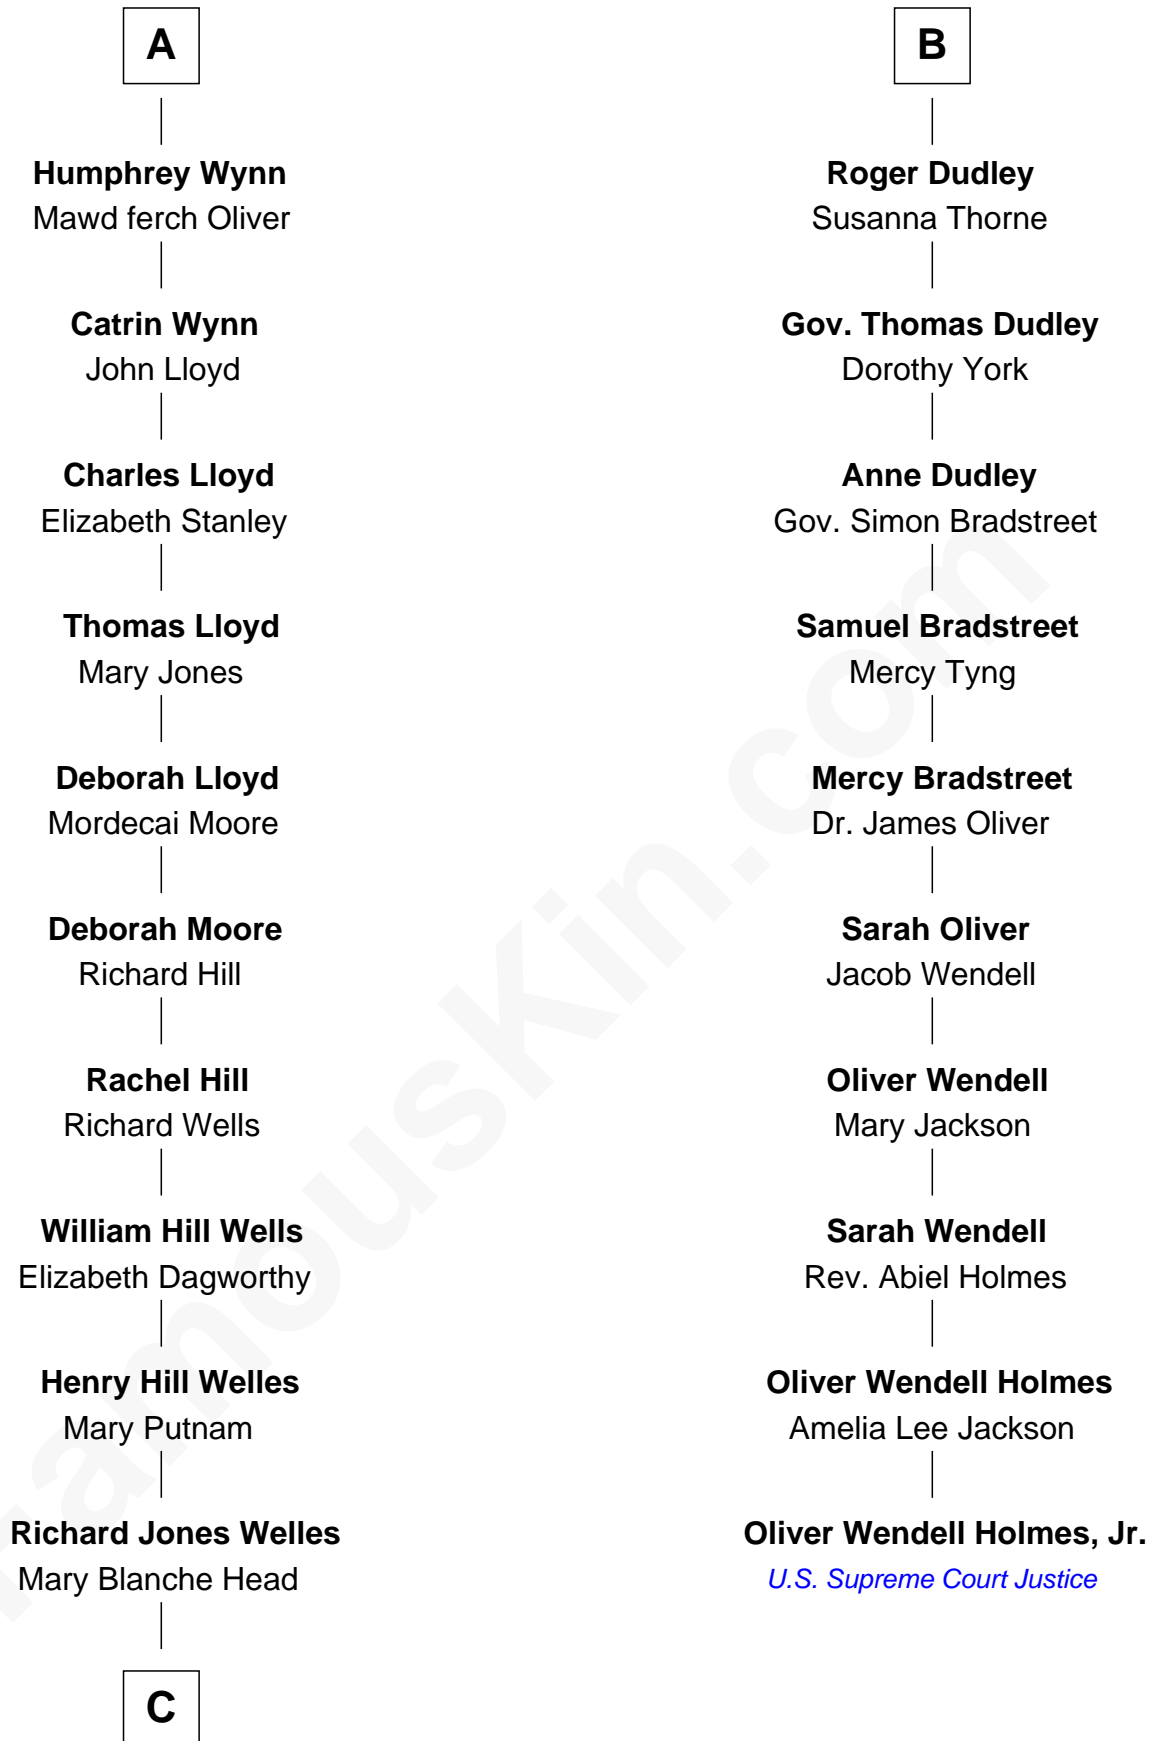 A
Humphrey Wynn
Mawd ferch Oliver
Catrin Wynn
John Lloyd
Charles Lloyd
Elizabeth Stanley
Thomas Lloyd
Mary Jones
Deborah Lloyd
Mordecai Moore
Deborah Moore
Richard Hill
Rachel Hill
Richard Wells
William Hill Wells
Elizabeth Dagworthy
Henry Hill Welles
Mary Putnam
Richard Jones Welles
Mary Blanche Head
C
B
Roger Dudley
Susanna Thorne
Gov. Thomas Dudley
Dorothy York
Anne Dudley
Gov. Simon Bradstreet
Samuel Bradstreet
Mercy Tyng
Mercy Bradstreet
Dr. James Oliver
Sarah Oliver
Jacob Wendell
Oliver Wendell
Mary Jackson
Sarah Wendell
Rev. Abiel Holmes
Oliver Wendell Holmes
Amelia Lee Jackson
Oliver Wendell Holmes, Jr.
U.S. Supreme Court Justice
FamousKin.com